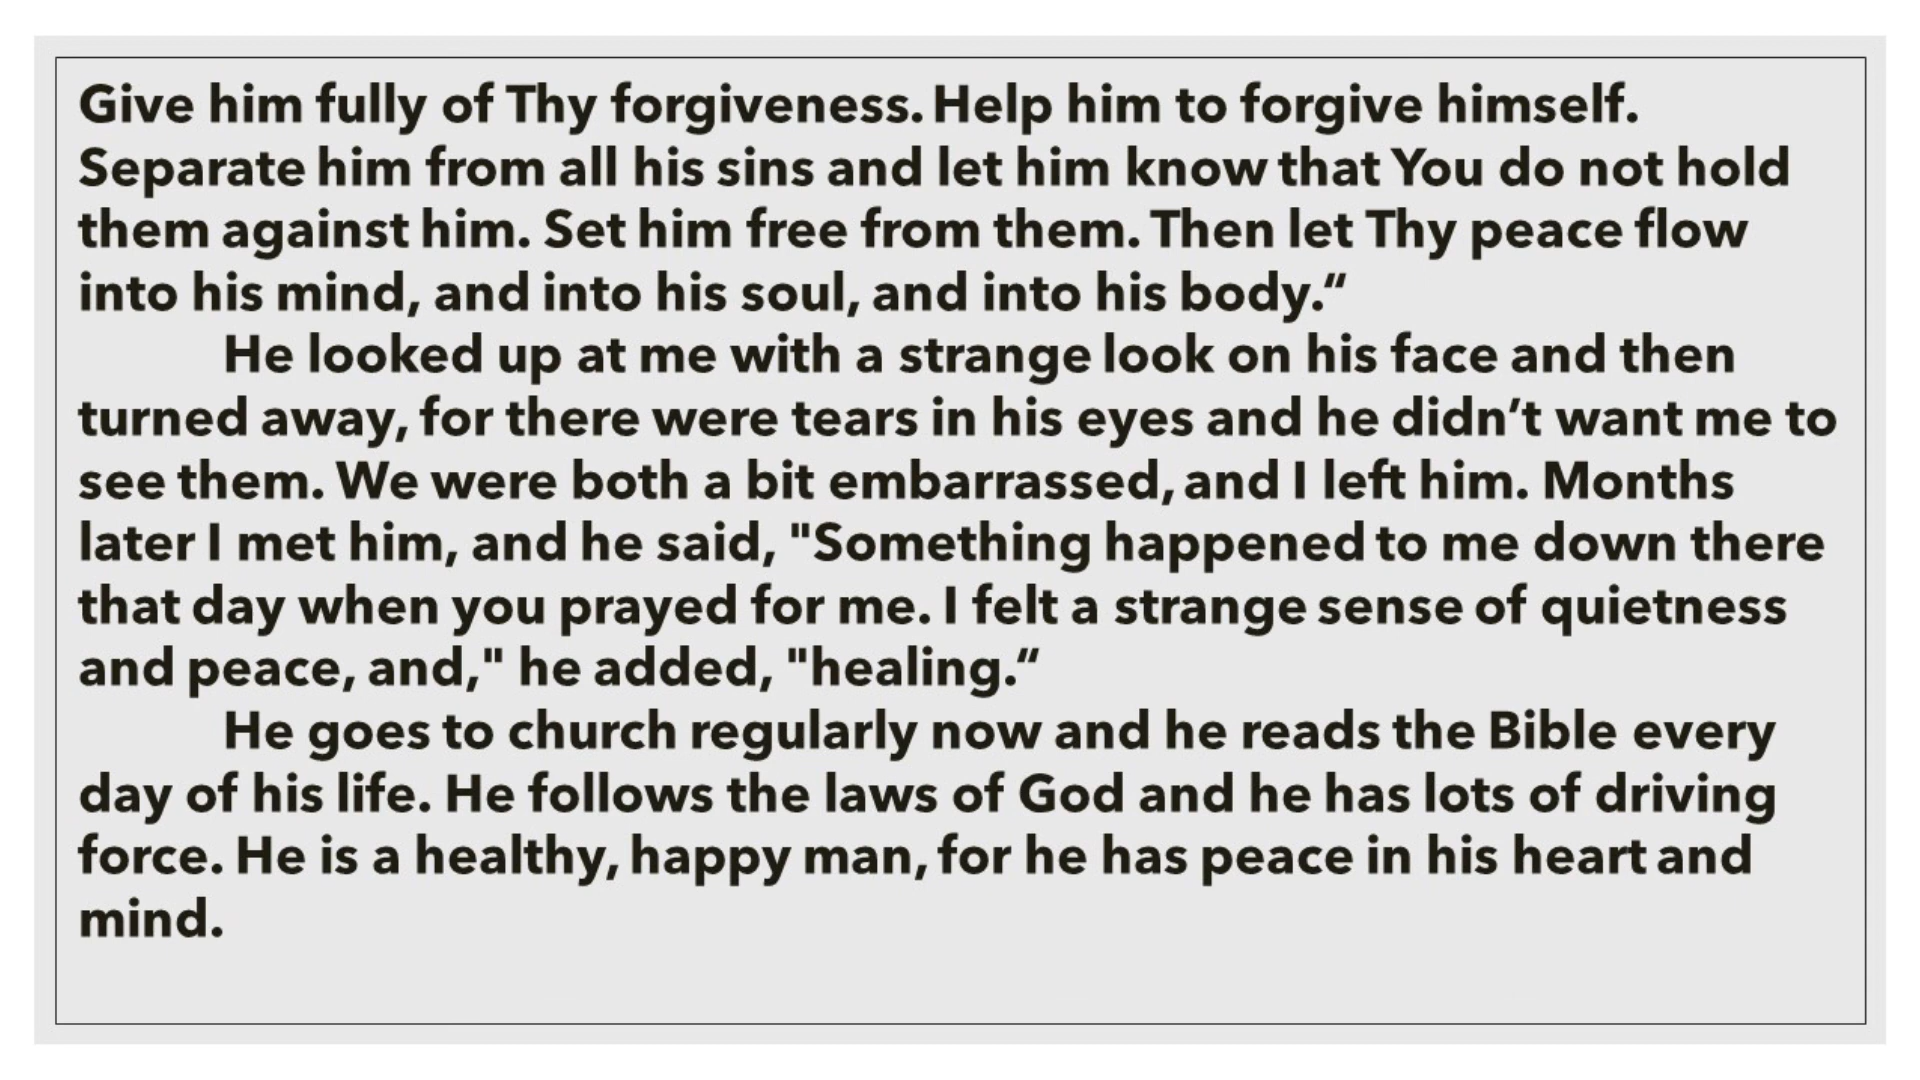 Give him fully of Thy forgiveness. Help him to forgive himself.
Separate him from all his sins and let him know that You do not hold
them against him. Set him free from them. Then let Thy peace flow
into his mind, and into his soul, and into his body.“
He looked up at me with a strange look on his face and then
turned away, for there were tears in his eyes and he didn’t want me to
see them. We were both a bit embarrassed, and I left him. Months
later I met him, and he said, "Something happened to me down there
that day when you prayed for me. I felt a strange sense of quietness
and peace, and," he added, "healing.“
He goes to church regularly now and he reads the Bible every
day of his life. He follows the laws of God and he has lots of driving
force. He is a healthy, happy man, for he has peace in his heart and
mind.